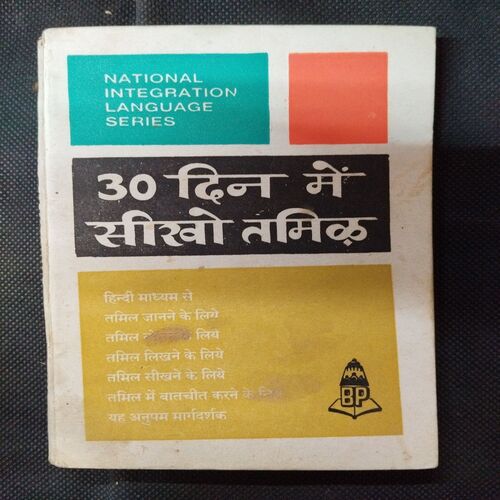 NATIONAL
INTEGRATION
LANGUAGE
SERIES
30 दिन में
सीखो तमिऴ
हिन्दी माध्यम से
तमिल जानने के लिये
तमिल के लिये
तमिल लिखने के लिये
तमिल सीखने के लिये
तमिल में बातचीत करने के लिये
यह अनुपम मार्गदर्शक
BP